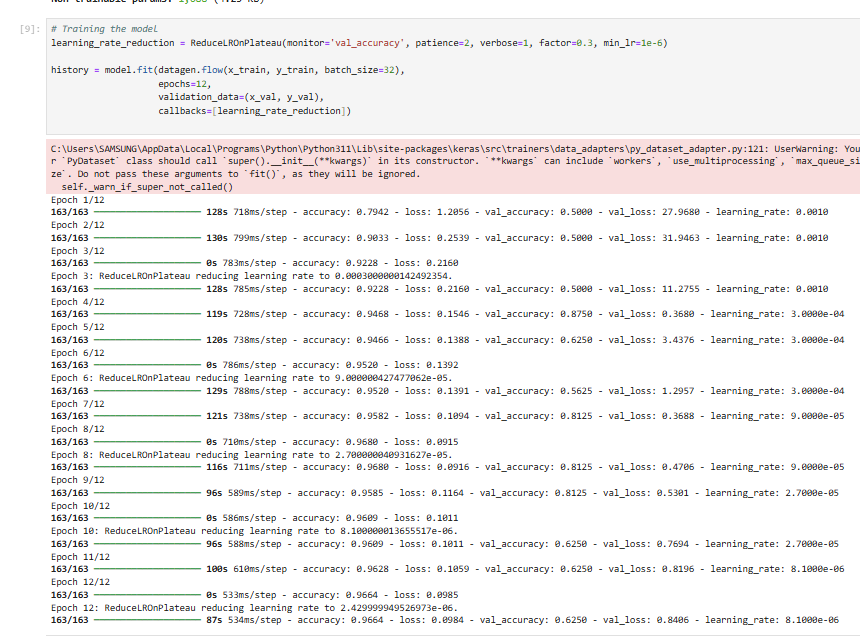 Non-trainable params:
[9]: # Training the model
learning_rate_reduction = ReduceLROnPlateau(monitor='val_accuracy', patience=2, verbose=1, factor=0.3, min_lr=1e-6)
history = model.fit(datagen.flow(x_train, y_train, batch_size=32),
epochs=12,
validation_data=(x_val, y_val),
callbacks=[learning_rate_reduction])
C:\Users\SAMSUNG\AppData\Local\Programs\Python\Python311\Lib\site-packages\keras\src\trainers\data_adapters\py_dataset_adapter.py:121: UserWarning: You
r `PyDataset` class should call `super().__init__(**kwargs)` in its constructor. `**kwargs` can include `workers`, `use_multiprocessing`, `max_queue_si
ze`. Do not pass these arguments to `fit()`, as they will be ignored.
self._warn_if_super_not_called()
Epoch 1/12
163/163 128s 718ms/step - accuracy: 0.7942 - loss: 1.2056 - val_accuracy: 0.5000 - val_loss: 27.9680 - learning_rate: 0.0010
Epoch 2/12
163/163 130s 799ms/step - accuracy: 0.9033 - loss: 0.2539 - val_accuracy: 0.5000 - val_loss: 31.9463 - learning_rate: 0.0010
Epoch 3/12
163/163 0s 783ms/step - accuracy: 0.9228 - loss: 0.2160
Epoch 3: ReduceLROnPlateau reducing learning rate to 0.0003000000142492354.
163/163 128s 785ms/step - accuracy: 0.9228 - loss: 0.2160 - val_accuracy: 0.5000 - val_loss: 11.2755 - learning_rate: 0.0010
Epoch 4/12
163/163 119s 728ms/step - accuracy: 0.9468 - loss: 0.1546 - val_accuracy: 0.8750 - val_loss: 0.3680 - learning_rate: 3.0000e-04
Epoch 5/12
163/163 120s 738ms/step - accuracy: 0.9466 - loss: 0.1388 - val_accuracy: 0.6250 - val_loss: 3.4376 - learning_rate: 3.0000e-04
Epoch 6/12
163/163 0s 786ms/step - accuracy: 0.9520 - loss: 0.1392
Epoch 6: ReduceLROnPlateau reducing learning rate to 9.000000427477062e-05.
163/163 129s 788ms/step - accuracy: 0.9520 - loss: 0.1391 - val_accuracy: 0.5625 - val_loss: 1.2957 - learning_rate: 3.0000e-04
Epoch 7/12
163/163 121s 738ms/step - accuracy: 0.9582 - loss: 0.1094 - val_accuracy: 0.8125 - val_loss: 0.3688 - learning_rate: 9.0000e-05
Epoch 8/12
163/163 0s 710ms/step - accuracy: 0.9680 - loss: 0.0915
Epoch 8: ReduceLROnPlateau reducing learning rate to 2.700000040931627e-05.
163/163 116s 711ms/step - accuracy: 0.9680 - loss: 0.0916 - val_accuracy: 0.8125 - val_loss: 0.4706 - learning_rate: 9.0000e-05
Epoch 9/12
163/163 96s 589ms/step - accuracy: 0.9585 - loss: 0.1164 - val_accuracy: 0.8125 - val_loss: 0.5301 - learning_rate: 2.7000e-05
Epoch 10/12
163/163 0s 586ms/step - accuracy: 0.9609 - loss: 0.1011
Epoch 10: ReduceLROnPlateau reducing learning rate to 8.100000013655517e-06.
163/163 96s 588ms/step - accuracy: 0.9609 - loss: 0.1011 - val_accuracy: 0.6250 - val_loss: 0.7694 - learning_rate: 2.7000e-05
Epoch 11/12
163/163 100s 610ms/step - accuracy: 0.9628 - loss: 0.1059 - val_accuracy: 0.6250 - val_loss: 0.8196 - learning_rate: 8.1000e-06
Epoch 12/12
163/163 0s 533ms/step - accuracy: 0.9664 - loss: 0.0985
Epoch 12: ReduceLROnPlateau reducing learning rate to 2.429999949526973e-06.
163/163 87s 534ms/step - accuracy: 0.9664 - loss: 0.0984 - val_accuracy: 0.6250 - val_loss: 0.8406 - learning_rate: 8.1000e-06